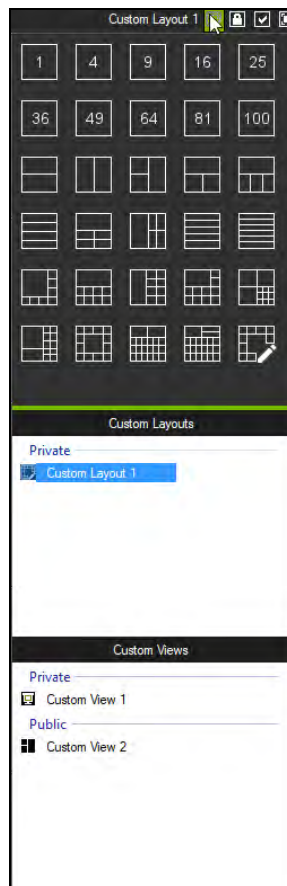 Custom Layout 1
1 4 9 16 25
36 49 64 81 100
Custom Layouts
Private
Custom Layout 1
Custom Views
Private
Custom View 1
Public
Custom View 2